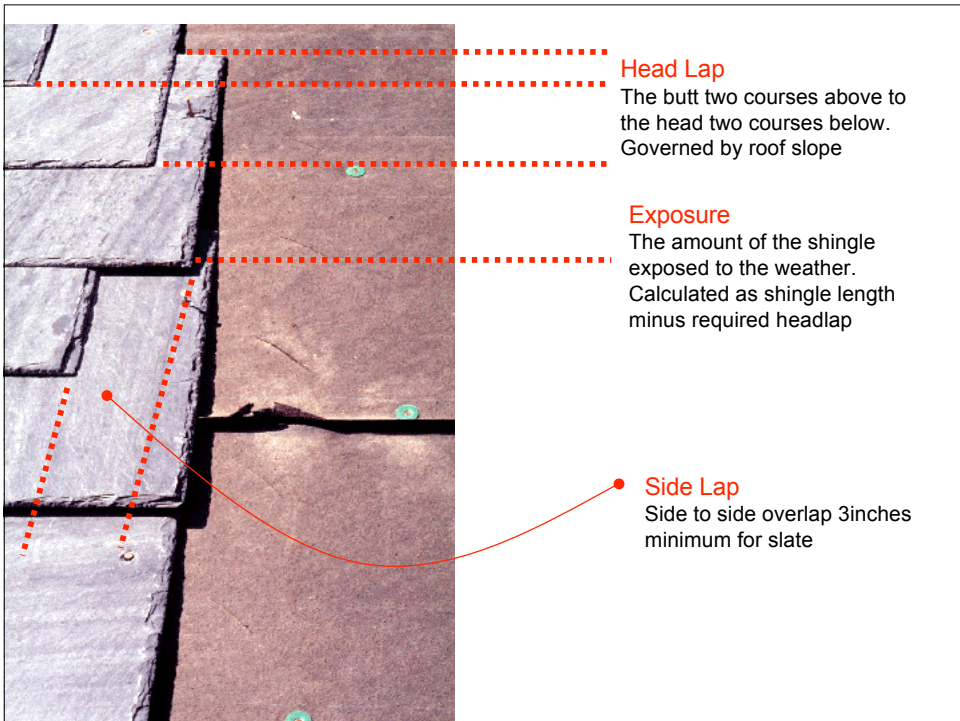 Head Lap
The butt two courses above to
the head two courses below.
Governed by roof slope
Exposure
The amount of the shingle
exposed to the weather.
Calculated as shingle length
minus required headlap
Side Lap
Side to side overlap 3inches
minimum for slate